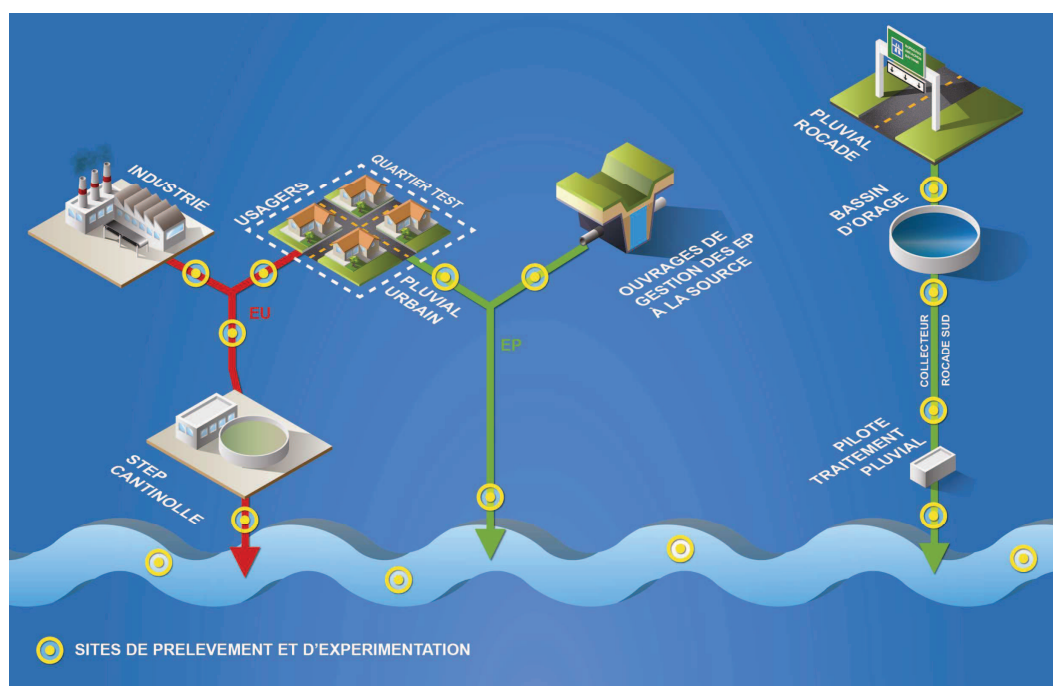 PLUVIAL
ROCADE
INDUSTRIE
USAGERS
QUARTIER TEST
BASSIN
D'ORAGE
PLUVIAL
URBAIN
OUVRAGES DE
GESTION DES EP
À LA SOURCE
EU
EP
COLLECTEUR
ROCADE SUD
STEP
CANTINOLLE
PILOTE
TRAITEMENT
PLUVIAL
SITES DE PRELEVEMENT ET D'EXPERIMENTATION